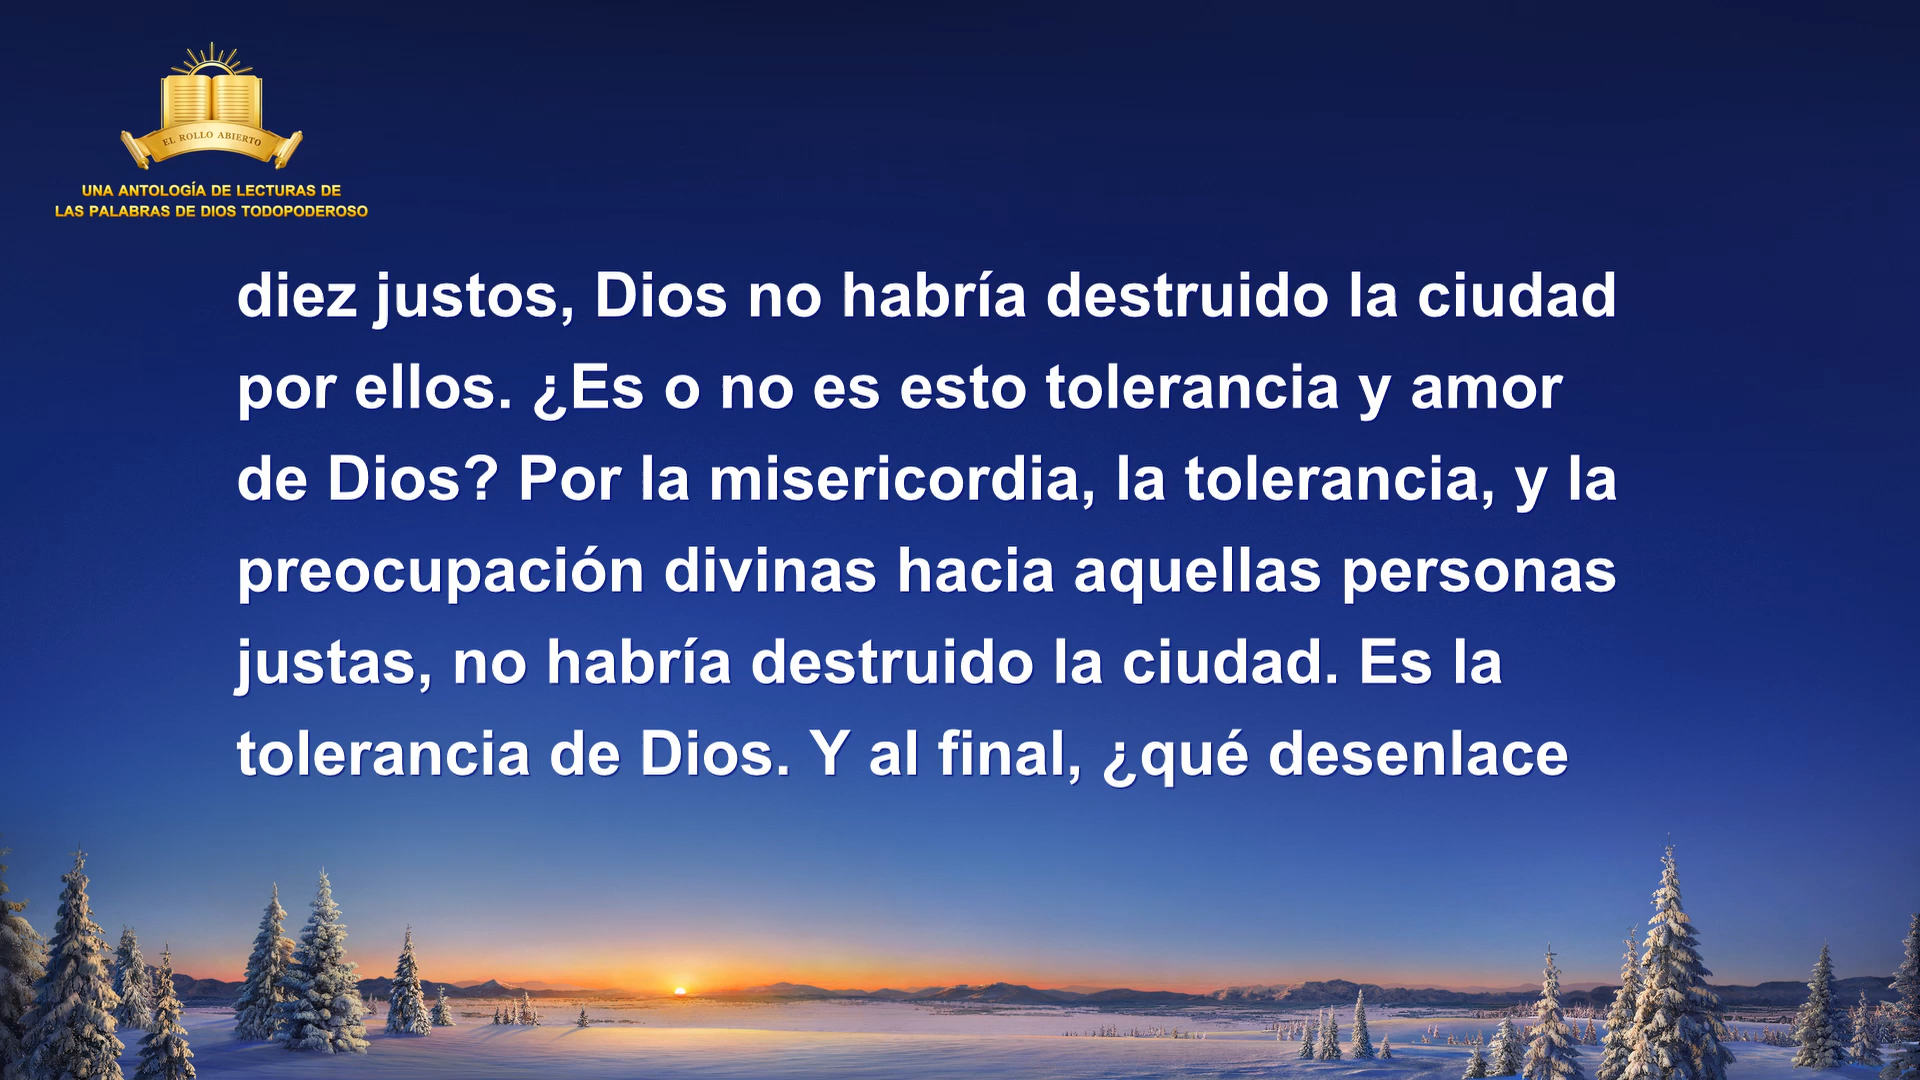 EL ROLLO ABIERTO
UNA ANTOLOGÍA DE LECTURAS DE
LAS PALABRAS DE DIOS TODOPODEROSO
diez justos, Dios no habría destruido la ciudad
por ellos. ¿Es o no es esto tolerancia y amor
de Dios? Por la misericordia, la tolerancia, y la
preocupación divinas hacia aquellas personas
justas, no habría destruido la ciudad. Es la
tolerancia de Dios. Y al final, ¿qué desenlace